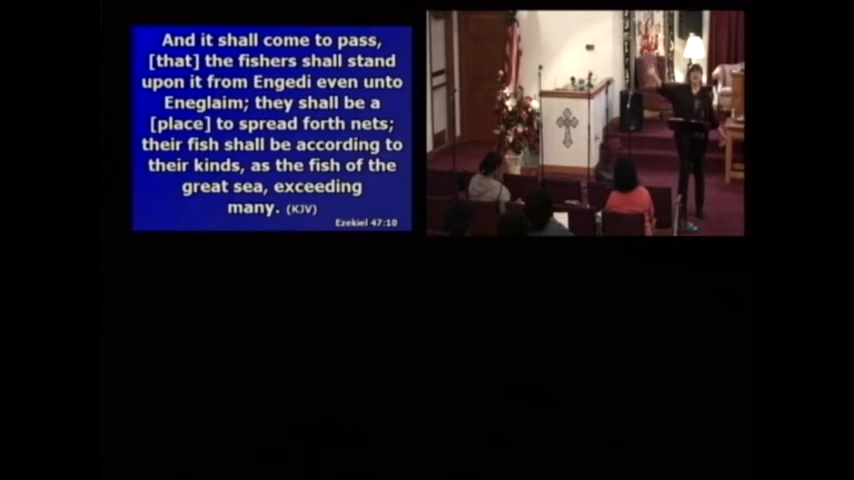 And it shall come to pass,
[that] the fishers shall stand
upon it from Engedi even unto
Eneglaim; they shall be a
[place] to spread forth nets;
their fish shall be according to
their kinds, as the fish of the
great sea, exceeding
many. (KJV)
Ezekiel 47:10